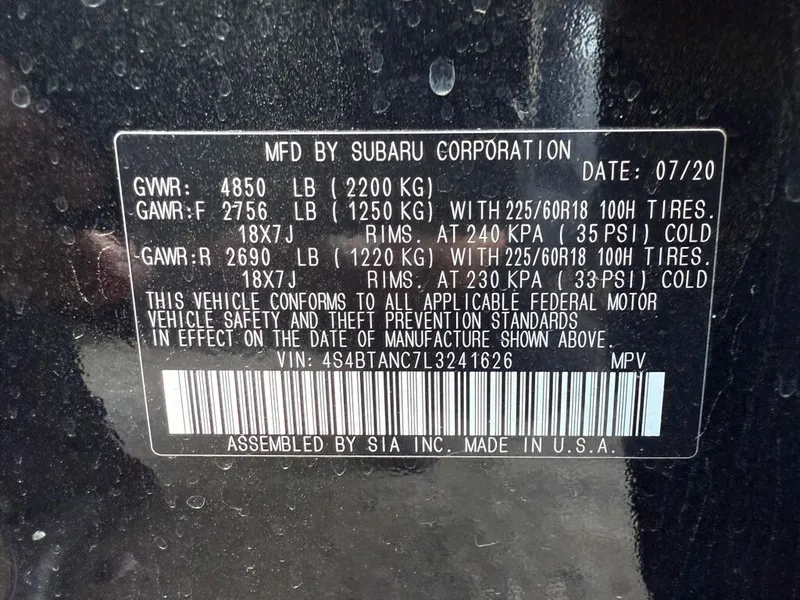 MFD BY SUBARU CORPORATION DATE: 07/20
GVWR: 4850 LB (2200 KG)
GAWR:F 2756 LB (1250 KG) WITH 225/60R18 100H TIRES.
18X7J RIMS. AT 240 KPA (35 PSI) COLD
GAWR:R 2690 LB (1220 KG) WITH 225/60R18 100H TIRES.
18X7J RIMS. AT 230 KPA (33 PSI) COLD
THIS VEHICLE CONFORMS TO ALL APPLICABLE FEDERAL MOTOR
VEHICLE SAFETY AND THEFT PREVENTION STANDARDS
IN EFFECT ON THE DATE OF MANUFACTURE SHOWN ABOVE.
VIN: 4S4BTANC7L3241626 MPV
ASSEMBLED BY SIA INC. MADE IN U.S.A.